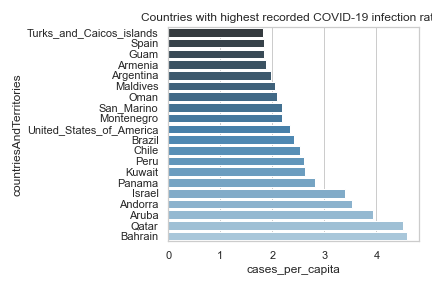 Countries with highest recorded COVID-19 infection rat
countriesAndTerritories
Turks_and_Caicos_islands
Spain
Guam
Armenia
Argentina
Maldives
Oman
San_Marino
Montenegro
United_States_of_America
Brazil
Chile
Peru
Kuwait
Panama
Israel
Andorra
Aruba
Qatar
Bahrain
0 1 2 3 4
cases_per_capita